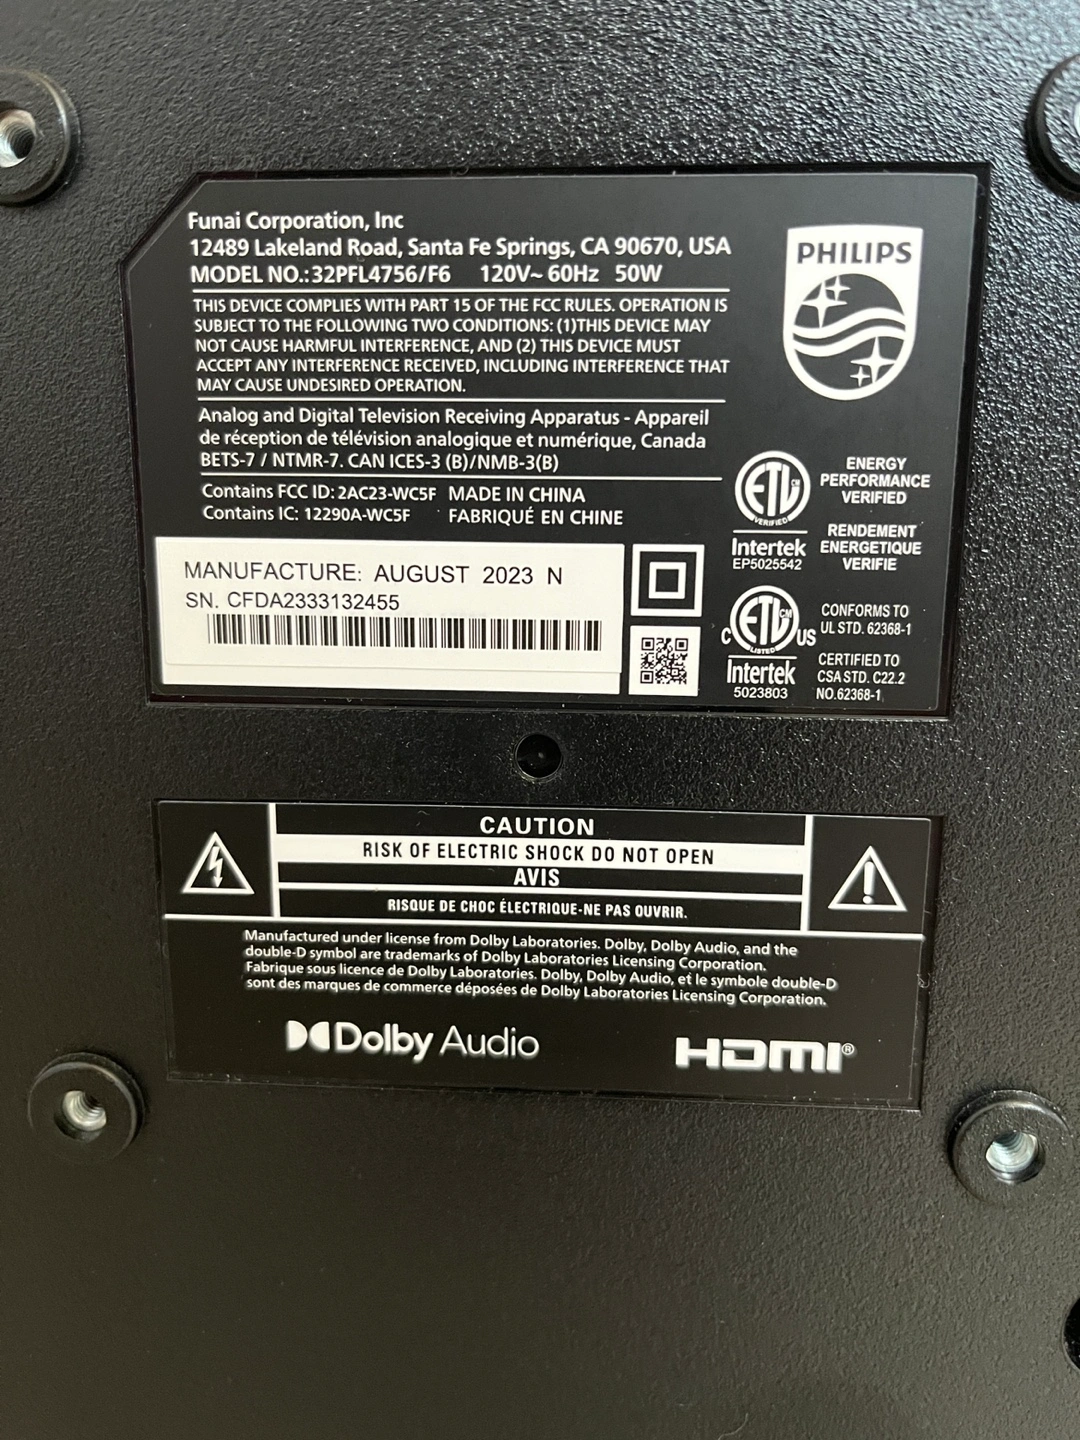 Funai Corporation, Inc
12489 Lakeland Road, Santa Fe Springs, CA 90670, USA
MODEL NO.:32PFL4756/F6 120V~ 60Hz 50W
THIS DEVICE COMPLIES WITH PART 15 OF THE FCC RULES. OPERATION IS
SUBJECT TO THE FOLLOWING TWO CONDITIONS: (1)THIS DEVICE MAY
NOT CAUSE HARMFUL INTERFERENCE, AND (2) THIS DEVICE MUST
ACCEPT ANY INTERFERENCE RECEIVED, INCLUDING INTERFERENCE THAT
MAY CAUSE UNDESIRED OPERATION.
Analog and Digital Television Receiving Apparatus - Appareil
de réception de télévision analogique et numérique, Canada
BETS-7 / NTMR-7. CAN ICES-3 (B)/NMB-3(B)
Contains FCC ID: 2AC23-WC5F MADE IN CHINA
Contains IC: 12290A-WC5F FABRIQUÉ EN CHINE
MANUFACTURE: AUGUST 2023 N
SN. CFDA2333132455
PHILIPS
ETL CM
VERIFIED
Intertek
EP5025542
ENERGY
PERFORMANCE
VERIFIED
RENDEMENT
ENERGETIQUE
VERIFIE
C ETL CM US
LISTED
Intertek
5023803
CONFORMS TO
UL STD. 62368-1
CERTIFIED TO
CSA STD. C22.2
NO.62368-1
CAUTION
RISK OF ELECTRIC SHOCK DO NOT OPEN
AVIS
RISQUE DE CHOC ÉLECTRIQUE-NE PAS OUVRIR.
Manufactured under license from Dolby Laboratories. Dolby, Dolby Audio, and the
double-D symbol are trademarks of Dolby Laboratories Licensing Corporation.
Fabrique sous licence de Dolby Laboratories. Dolby, Dolby Audio, et le symbole double-D
sont des marques de commerce déposées de Dolby Laboratories Licensing Corporation.
Dolby Audio
HDMI®